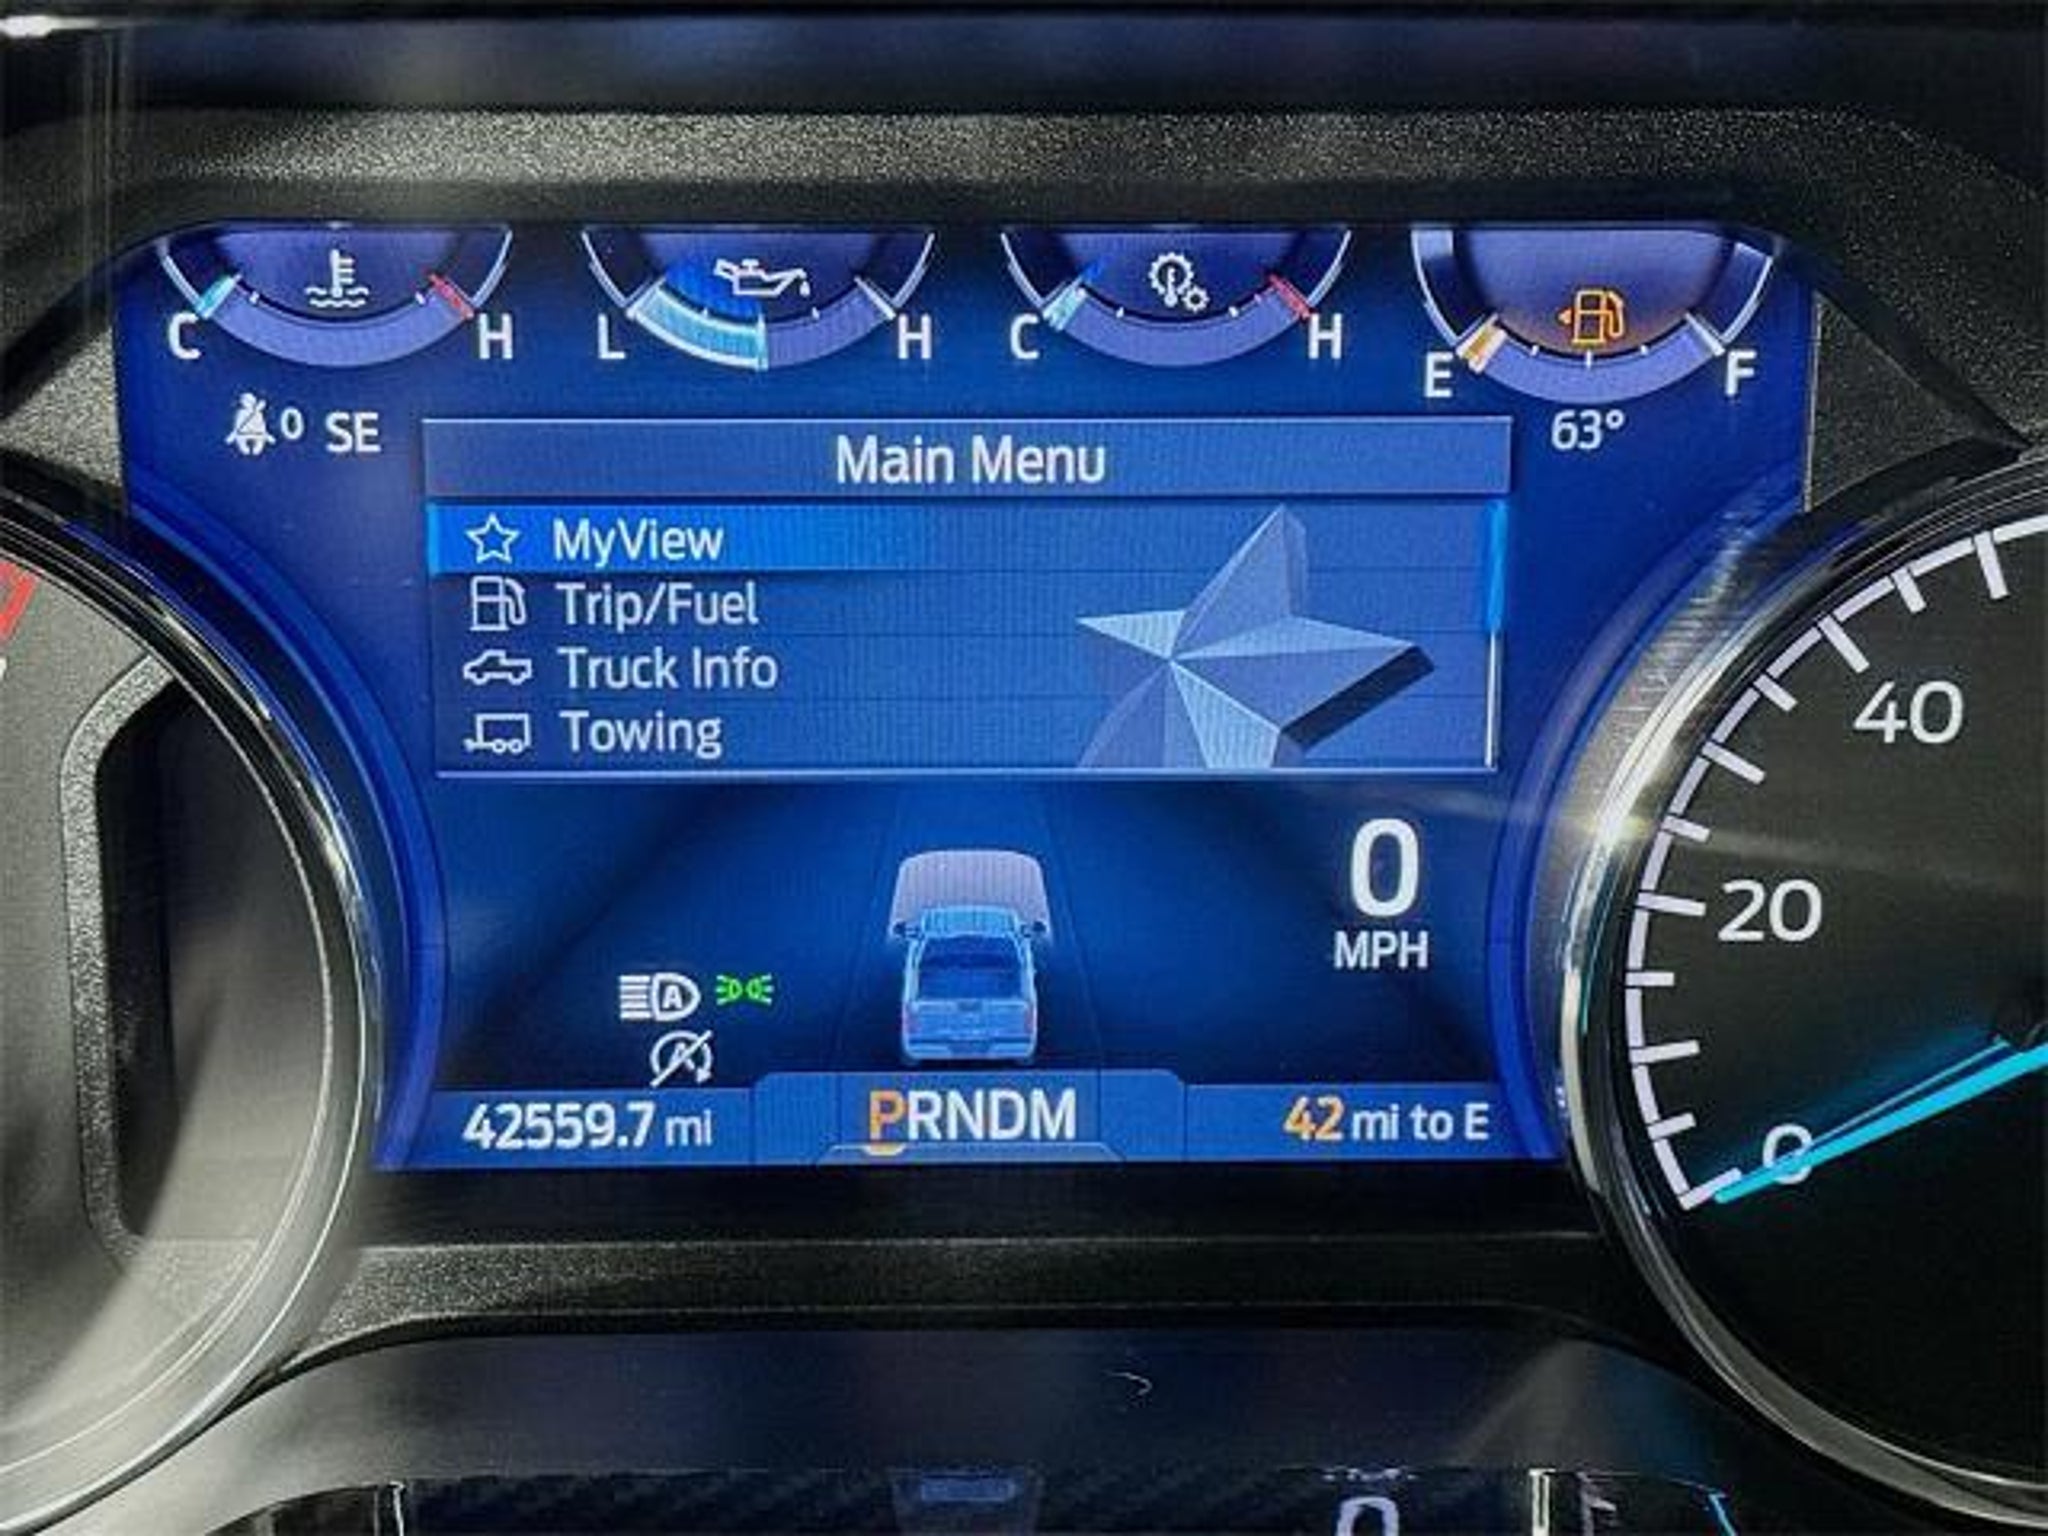 C H L H C H E F
0 SE 63°
Main Menu
MyView
Trip/Fuel
Truck Info
Towing
0
MPH
A
A
42559.7 mi PRNDM 42 mi to E
40
20
0
0